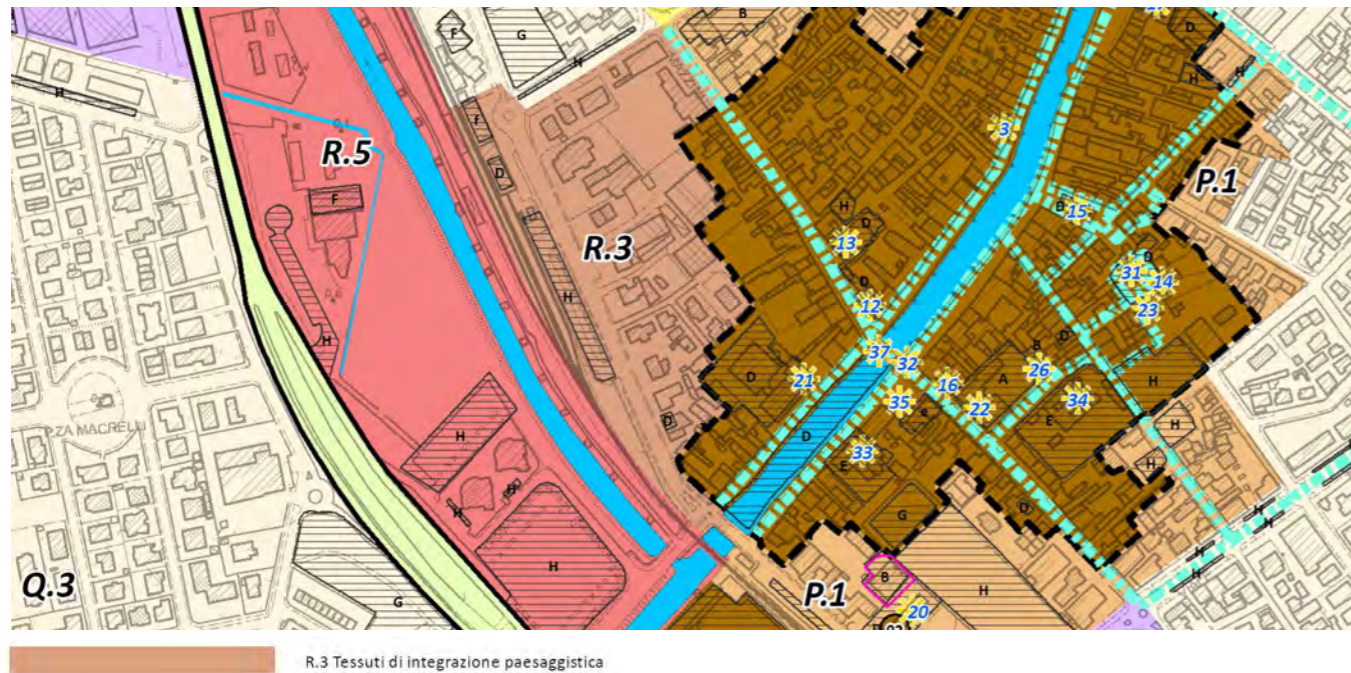 B
27
D
F
G
H
H
H
F
3
R.5
D
P.1
B
15
F
H
D
13
R.3
D
31
14
D
H
12
23
B
D
H
37
32
26
H
D
21
16
A
P.ZA MACRELLI
35
22
34
e
E
H
D
D
H
33
E
H
H
G
D
H
H
H
H
B
H
Q.3
G
P.1
20
R.3 Tessuti di integrazione paesaggistica